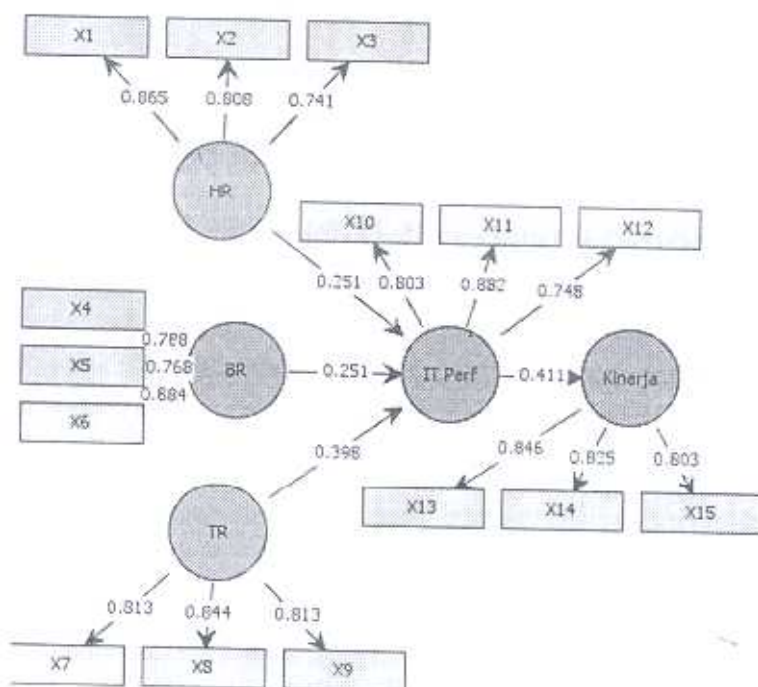 X1 X2 X3
0.865 0.808 0.741
HR
X10 X11 X12
0.251 0.803 0.882 0.748
X4
0.788
X5 0.768 BR 0.251 IT Perf 0.411 Kinerja
0.884
X6
0.398 0.846 0.825 0.803
X13 X14 X15
TR
0.813 0.844 0.813
X7 X8 X9